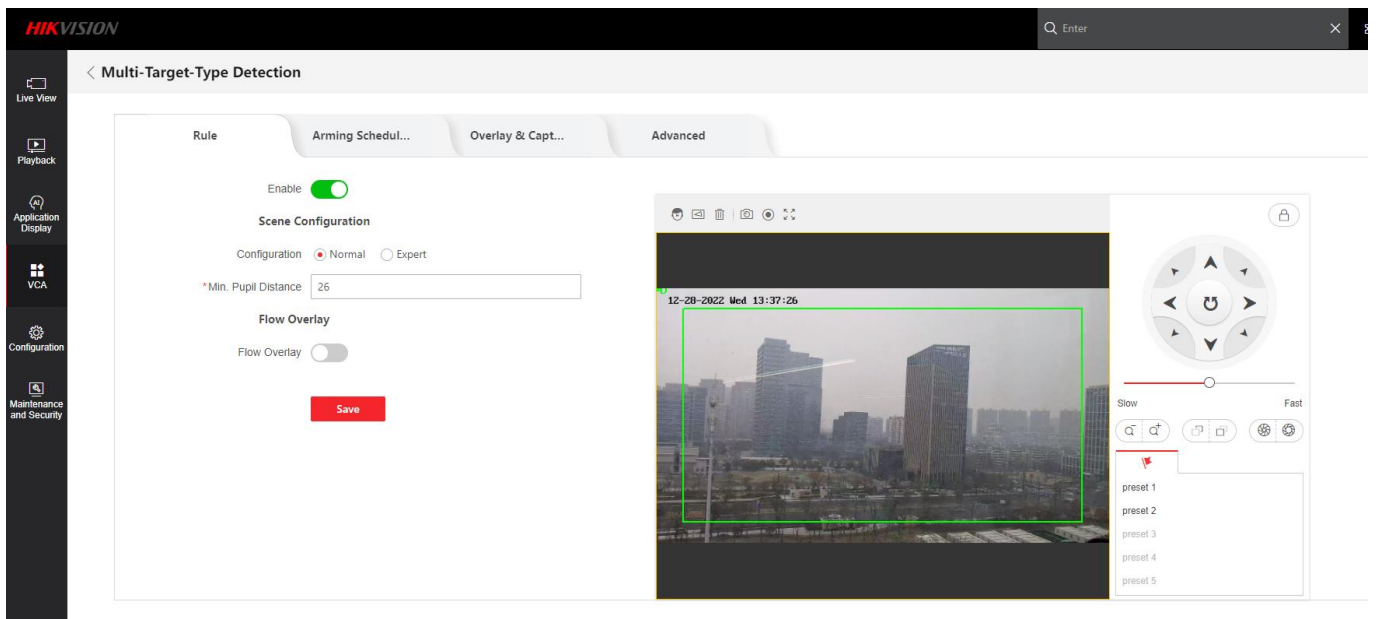 HIKVISION
Enter
Multi-Target-Type Detection
Live View
Playback
Application
Display
VCA
Configuration
Maintenance
and Security
Rule
Arming Schedul...
Overlay & Capt...
Advanced
Enable
Scene Configuration
Configuration Normal Expert
*Min. Pupil Distance 26
Flow Overlay
Flow Overlay
Save
12-28-2022 Wed 13:37:26
Slow Fast
preset 1
preset 2
preset 3
preset 4
preset 5